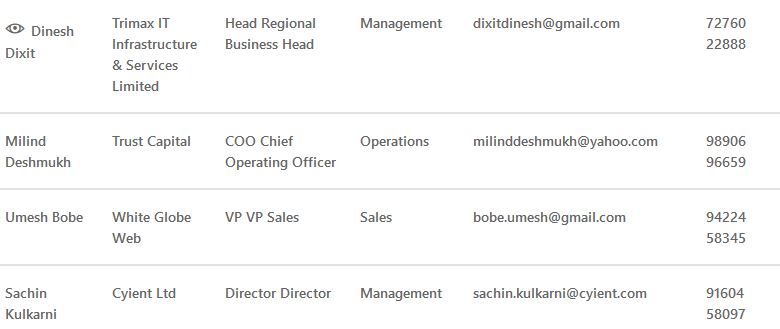 Dinesh Dixit	Trimax IT Infrastructure & Services Limited	Head Regional Business Head	Management	dixitdinesh@gmail.com	72760 22888
Milind Deshmukh	Trust Capital	COO Chief Operating Officer	Operations	milinddeshmukh@yahoo.com	98906 96659
Umesh Bobe	White Globe Web	VP VP Sales	Sales	bobe.umesh@gmail.com	94224 58345
Sachin Kulkarni	Cyient Ltd	Director Director	Management	sachin.kulkarni@cyient.com	91604 58097